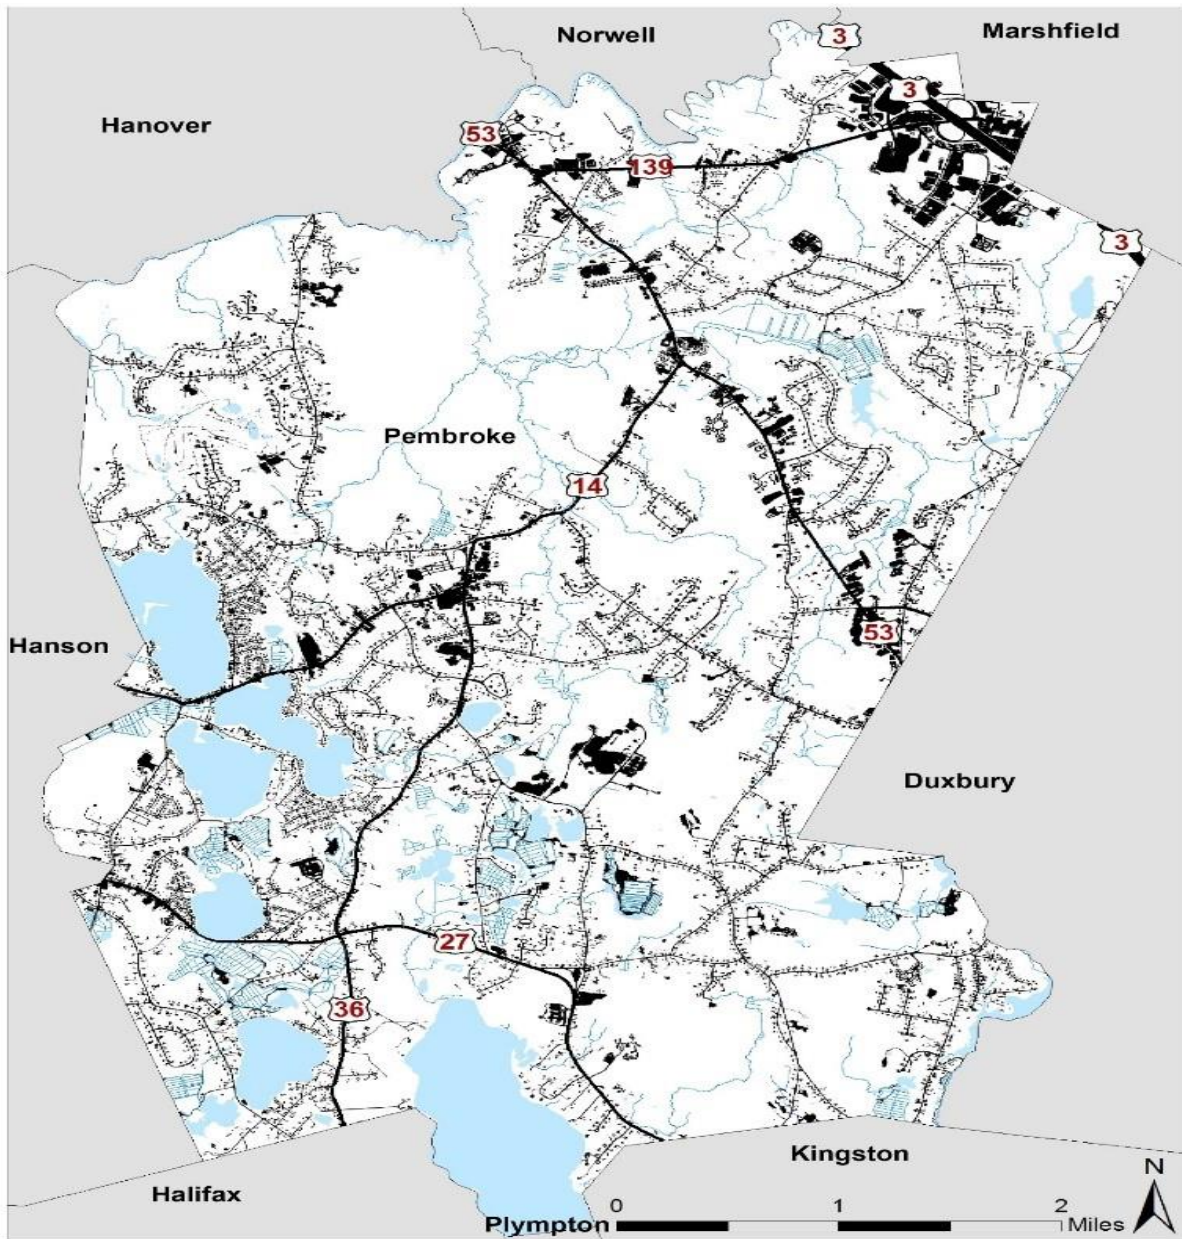 Norwell
Marshfield
3
3
Hanover
53
139
3
Pembroke
14
53
Hanson
Duxbury
27
36
Kingston
N
Halifax
0 1 2
Plympton Miles